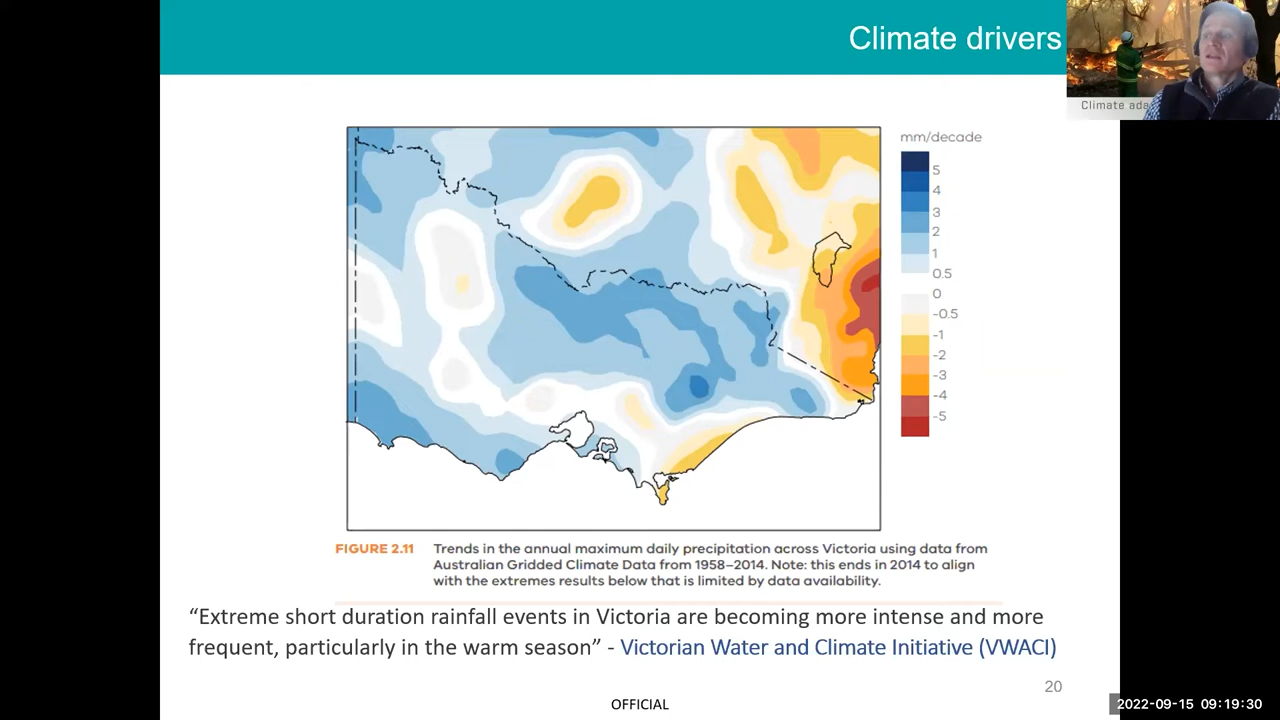 Climate drivers
Climate ada
mm/decade
5
4
3
2
1
0.5
0
-0.5
-1
-2
-3
-4
-5
FIGURE 2.11 Trends in the annual maximum daily precipitation across Victoria using data from
Australian Gridded Climate Data from 1958–2014. Note: this ends in 2014 to align
with the extremes results below that is limited by data availability.
“Extreme short duration rainfall events in Victoria are becoming more intense and more
frequent, particularly in the warm season” - Victorian Water and Climate Initiative (VWACI)
20
OFFICIAL
2022-09-15 09:19:30